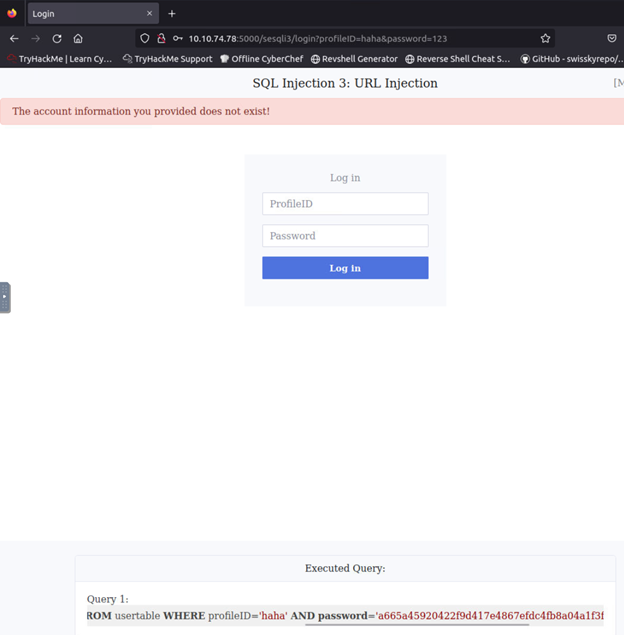 Login
10.10.74.78:5000/sesqli3/login?profileID=haha&password=123
TryHackMe | Learn Cy... TryHackMe Support Offline CyberChef Revshell Generator Reverse Shell Cheat S... GitHub - swisskyrepo/...
SQL Injection 3: URL Injection [M
The account information you provided does not exist!
Log in
ProfileID
Password
Log in
Executed Query:
Query 1:
ROM usertable WHERE profileID='haha' AND password='a665a45920422f9d417e4867efdc4fb8a04a1f3f